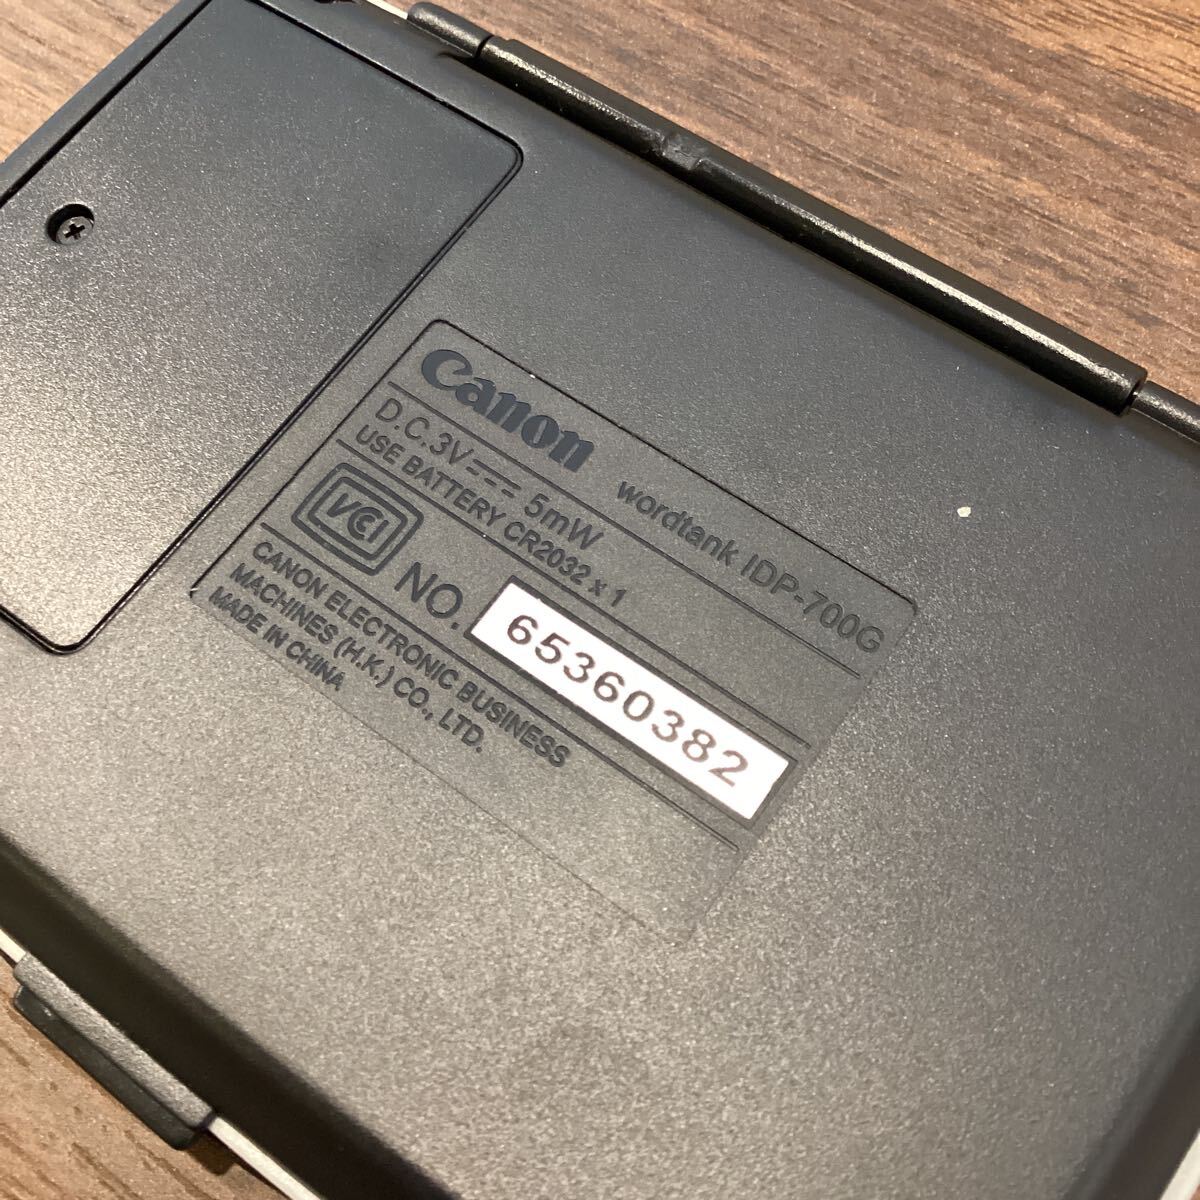 Canon wordtank IDP-700G
D.C.3V 5mW
USE BATTERY CR2032 x 1
VCCI NO. 65360382
CANON ELECTRONIC BUSINESS
MACHINES (H.K.) CO., LTD.
MADE IN CHINA